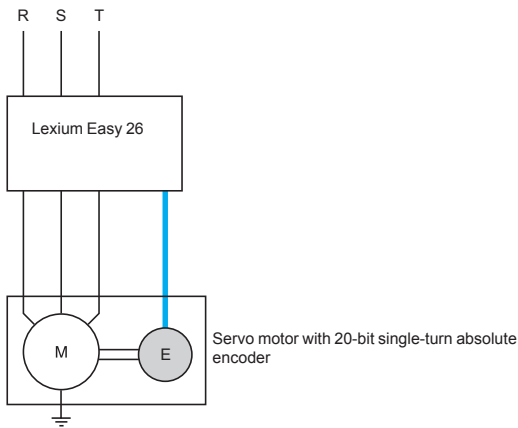 R S T
Lexium Easy 26
M
E
Servo motor with 20-bit single-turn absolute
encoder